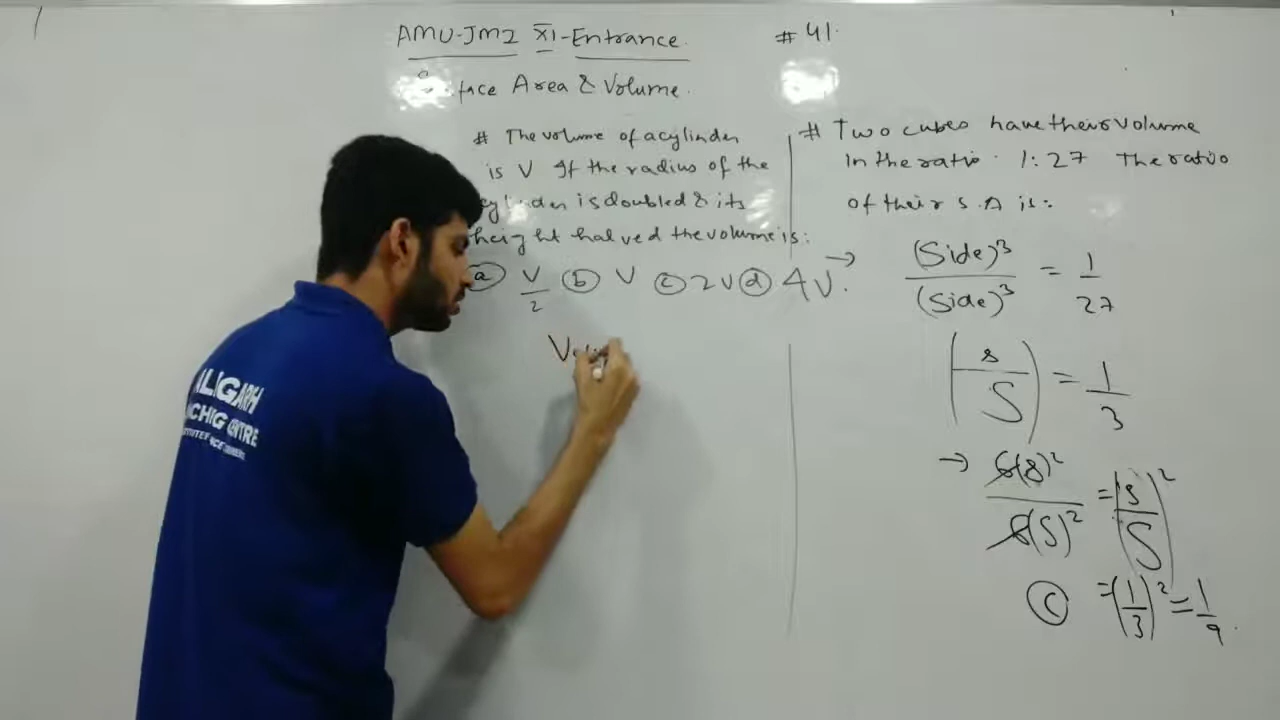 AMU-JMI XI-Entrance.
# 41.
face Area & Volume.
# The volume of a cylinder
is V If the radius of the
is doubled & its
height halved the volume is:
a V/2 b V c 2V d 4V.
# Two cubes have their volume
in the ratio 1:27 The ratio
of their S.A is:
→ (Side)³/(Side)³ = 1/27
(s/S) = 1/3
→ 6(s)²/6(S)² = (s/S)²
c = (1/3)² = 1/9.
V
ALIGARH
CENTRE